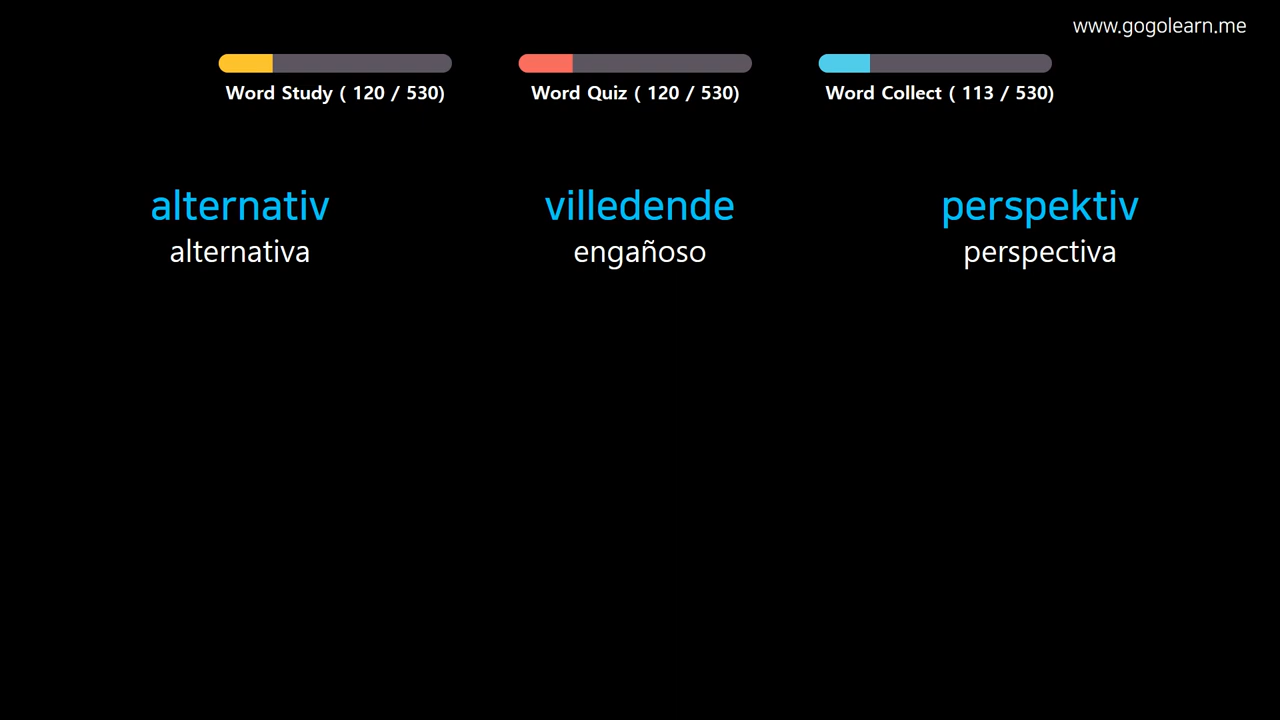 www.gogolearn.me
Word Study ( 120 / 530)
Word Quiz ( 120 / 530)
Word Collect ( 113 / 530)
alternativ
villedende
perspektiv
alternativa
engañoso
perspectiva